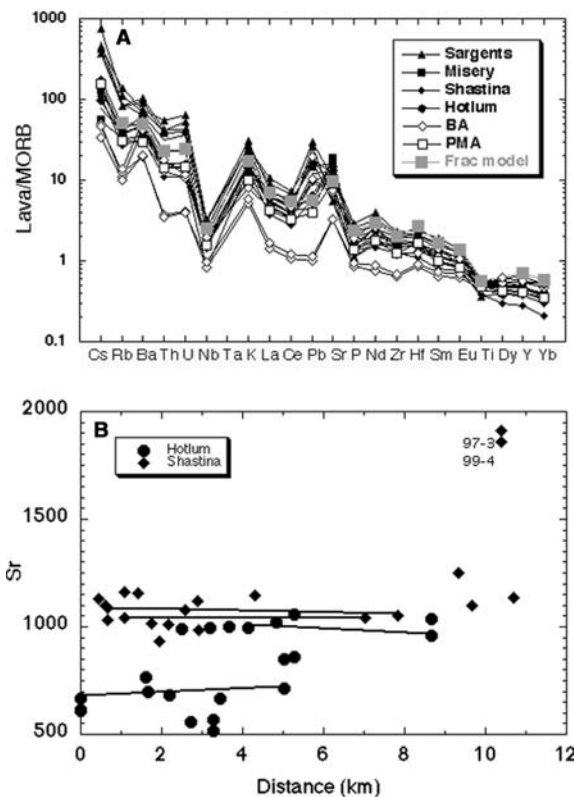 1000
A
100
10
1
0.1
Lava/MORB
Sargents
Misery
Shastina
Hotlum
BA
PMA
Frac model
Cs Rb Ba Th U Nb Ta K La Ce Pb Sr P Nd Zr Hf Sm Eu Ti Dy Y Yb
2000
B
1500
1000
500
Sr
Hotlum
Shastina
97-3
99-4
0 2 4 6 8 10 12
Distance (km)